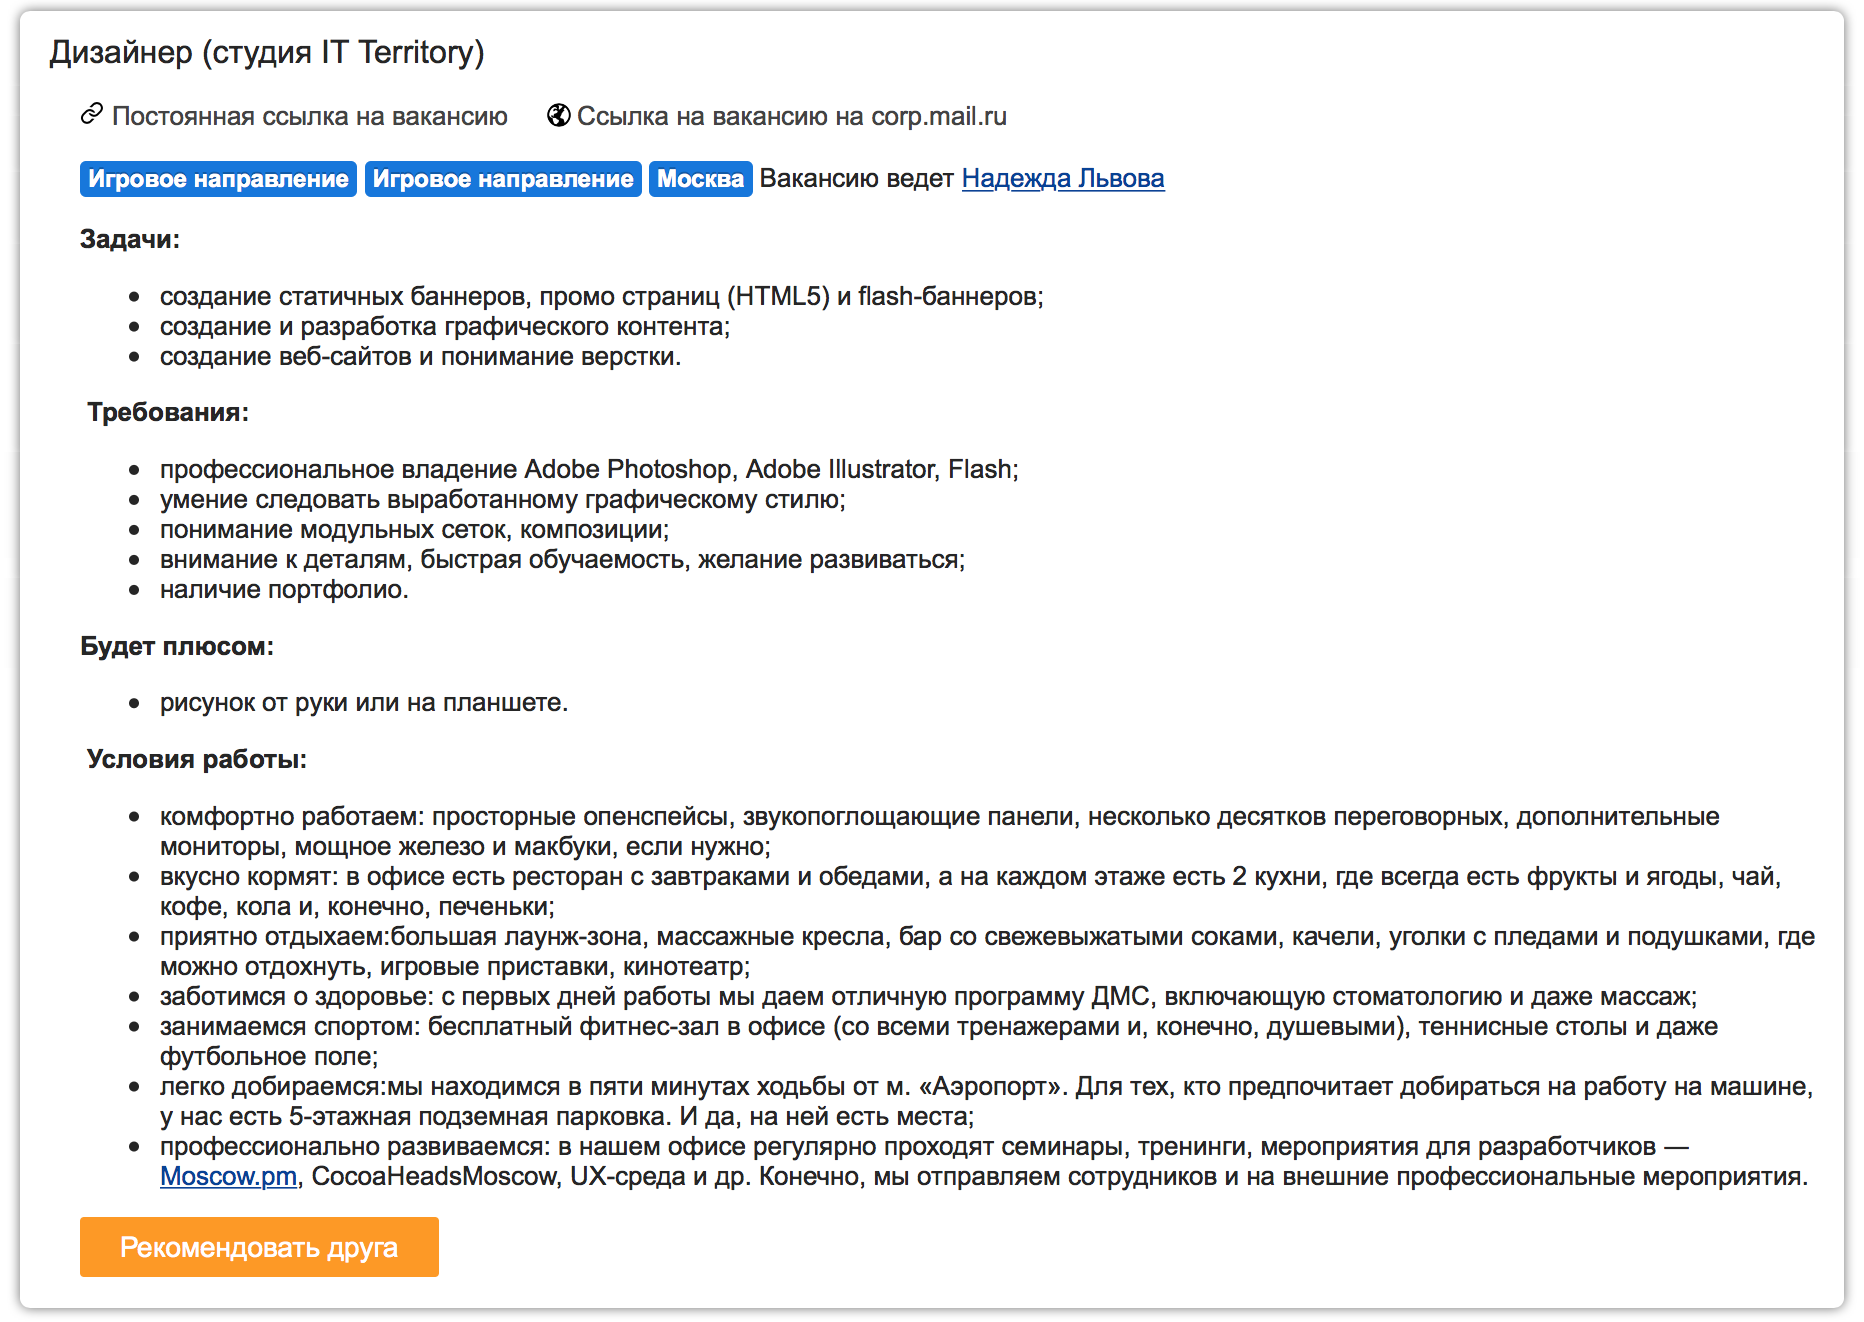 Дизайнер (студия IT Territory)
Постоянная ссылка на вакансию Ссылка на вакансию на corp.mail.ru
Игровое направление Игровое направление Москва Вакансию ведет Надежда Львова
Задачи:
• создание статичных баннеров, промо страниц (HTML5) и flash-баннеров;
• создание и разработка графического контента;
• создание веб-сайтов и понимание верстки.
Требования:
• профессиональное владение Adobe Photoshop, Adobe Illustrator, Flash;
• умение следовать выработанному графическому стилю;
• понимание модульных сеток, композиции;
• внимание к деталям, быстрая обучаемость, желание развиваться;
• наличие портфолио.
Будет плюсом:
• рисунок от руки или на планшете.
Условия работы:
• комфортно работаем: просторные опенспейсы, звукопоглощающие панели, несколько десятков переговорных, дополнительные
мониторы, мощное железо и макбуки, если нужно;
• вкусно кормят: в офисе есть ресторан с завтраками и обедами, а на каждом этаже есть 2 кухни, где всегда есть фрукты и ягоды, чай,
кофе, кола и, конечно, печеньки;
• приятно отдыхаем:большая лаунж-зона, массажные кресла, бар со свежевыжатыми соками, качели, уголки с пледами и подушками, где
можно отдохнуть, игровые приставки, кинотеатр;
• заботимся о здоровье: с первых дней работы мы даем отличную программу ДМС, включающую стоматологию и даже массаж;
• занимаемся спортом: бесплатный фитнес-зал в офисе (со всеми тренажерами и, конечно, душевыми), теннисные столы и даже
футбольное поле;
• легко добираемся:мы находимся в пяти минутах ходьбы от м. «Аэропорт». Для тех, кто предпочитает добираться на работу на машине,
у нас есть 5-этажная подземная парковка. И да, на ней есть места;
• профессионально развиваемся: в нашем офисе регулярно проходят семинары, тренинги, мероприятия для разработчиков —
Moscow.pm, CocoaHeadsMoscow, UX-среда и др. Конечно, мы отправляем сотрудников и на внешние профессиональные мероприятия.
Рекомендовать друга